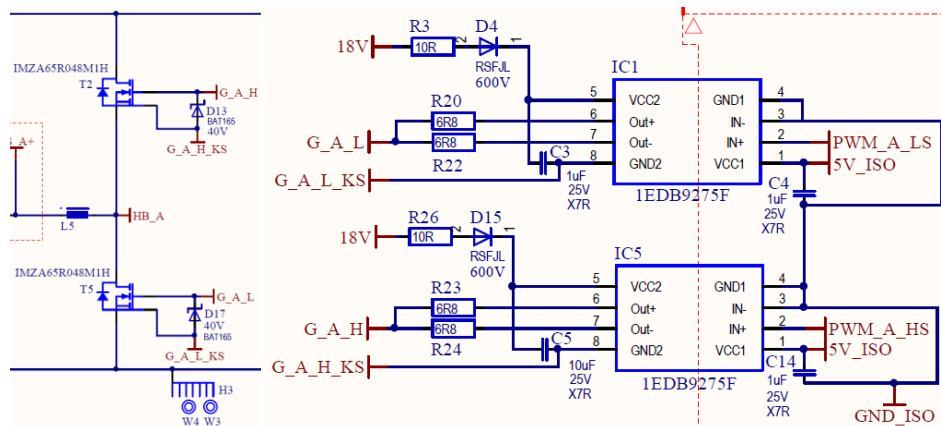 IMZA65R048M1H
T2
G_A_H
D13
BAT165
40V
G_A_H_KS
A+
L5
HB_A
IMZA65R048M1H
T5
G_A_L
D17
40V
BAT165
G_A_L_KS
H3
W4 W3
R3
D4
18V
10R
2
1
RSFJL
600V
IC1
R20
5
VCC2
GND1
4
6R8
6
Out+
IN-
3
G_A_L
6R8
7
Out-
IN+
2
PWM_A_LS
R22
C3
8
GND2
VCC1
1
5V_ISO
G_A_L_KS
1uF
25V
X7R
1EDB9275F
C4
1uF
25V
X7R
R26
D15
18V
10R
2
1
RSFJL
600V
IC5
R23
5
VCC2
GND1
4
6R8
6
Out+
IN-
3
G_A_H
6R8
7
Out-
IN+
2
PWM_A_HS
R24
C5
8
GND2
VCC1
1
5V_ISO
G_A_H_KS
10uF
25V
X7R
1EDB9275F
C14
1uF
25V
X7R
GND_ISO